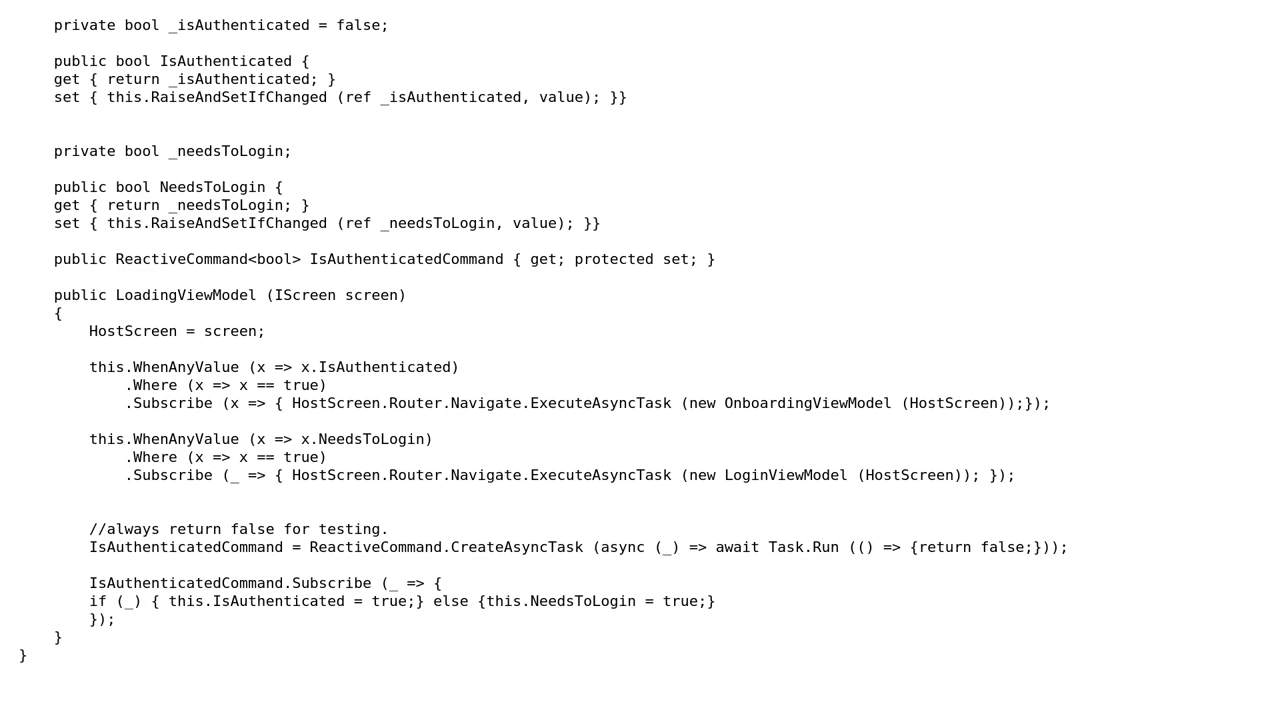 private bool _isAuthenticated = false;
public bool IsAuthenticated {
get { return _isAuthenticated; }
set { this.RaiseAndSetIfChanged (ref _isAuthenticated, value); }}
private bool _needsToLogin;
public bool NeedsToLogin {
get { return _needsToLogin; }
set { this.RaiseAndSetIfChanged (ref _needsToLogin, value); }}
public ReactiveCommand<bool> IsAuthenticatedCommand { get; protected set; }
public LoadingViewModel (IScreen screen)
{
HostScreen = screen;
this.WhenAnyValue (x => x.IsAuthenticated)
.Where (x => x == true)
.Subscribe (x => { HostScreen.Router.Navigate.ExecuteAsyncTask (new OnboardingViewModel (HostScreen));});
this.WhenAnyValue (x => x.NeedsToLogin)
.Where (x => x == true)
.Subscribe (_ => { HostScreen.Router.Navigate.ExecuteAsyncTask (new LoginViewModel (HostScreen)); });
//always return false for testing.
IsAuthenticatedCommand = ReactiveCommand.CreateAsyncTask (async (_) => await Task.Run (() => {return false;}));
IsAuthenticatedCommand.Subscribe (_ => {
if (_) { this.IsAuthenticated = true;} else {this.NeedsToLogin = true;}
});
}
}